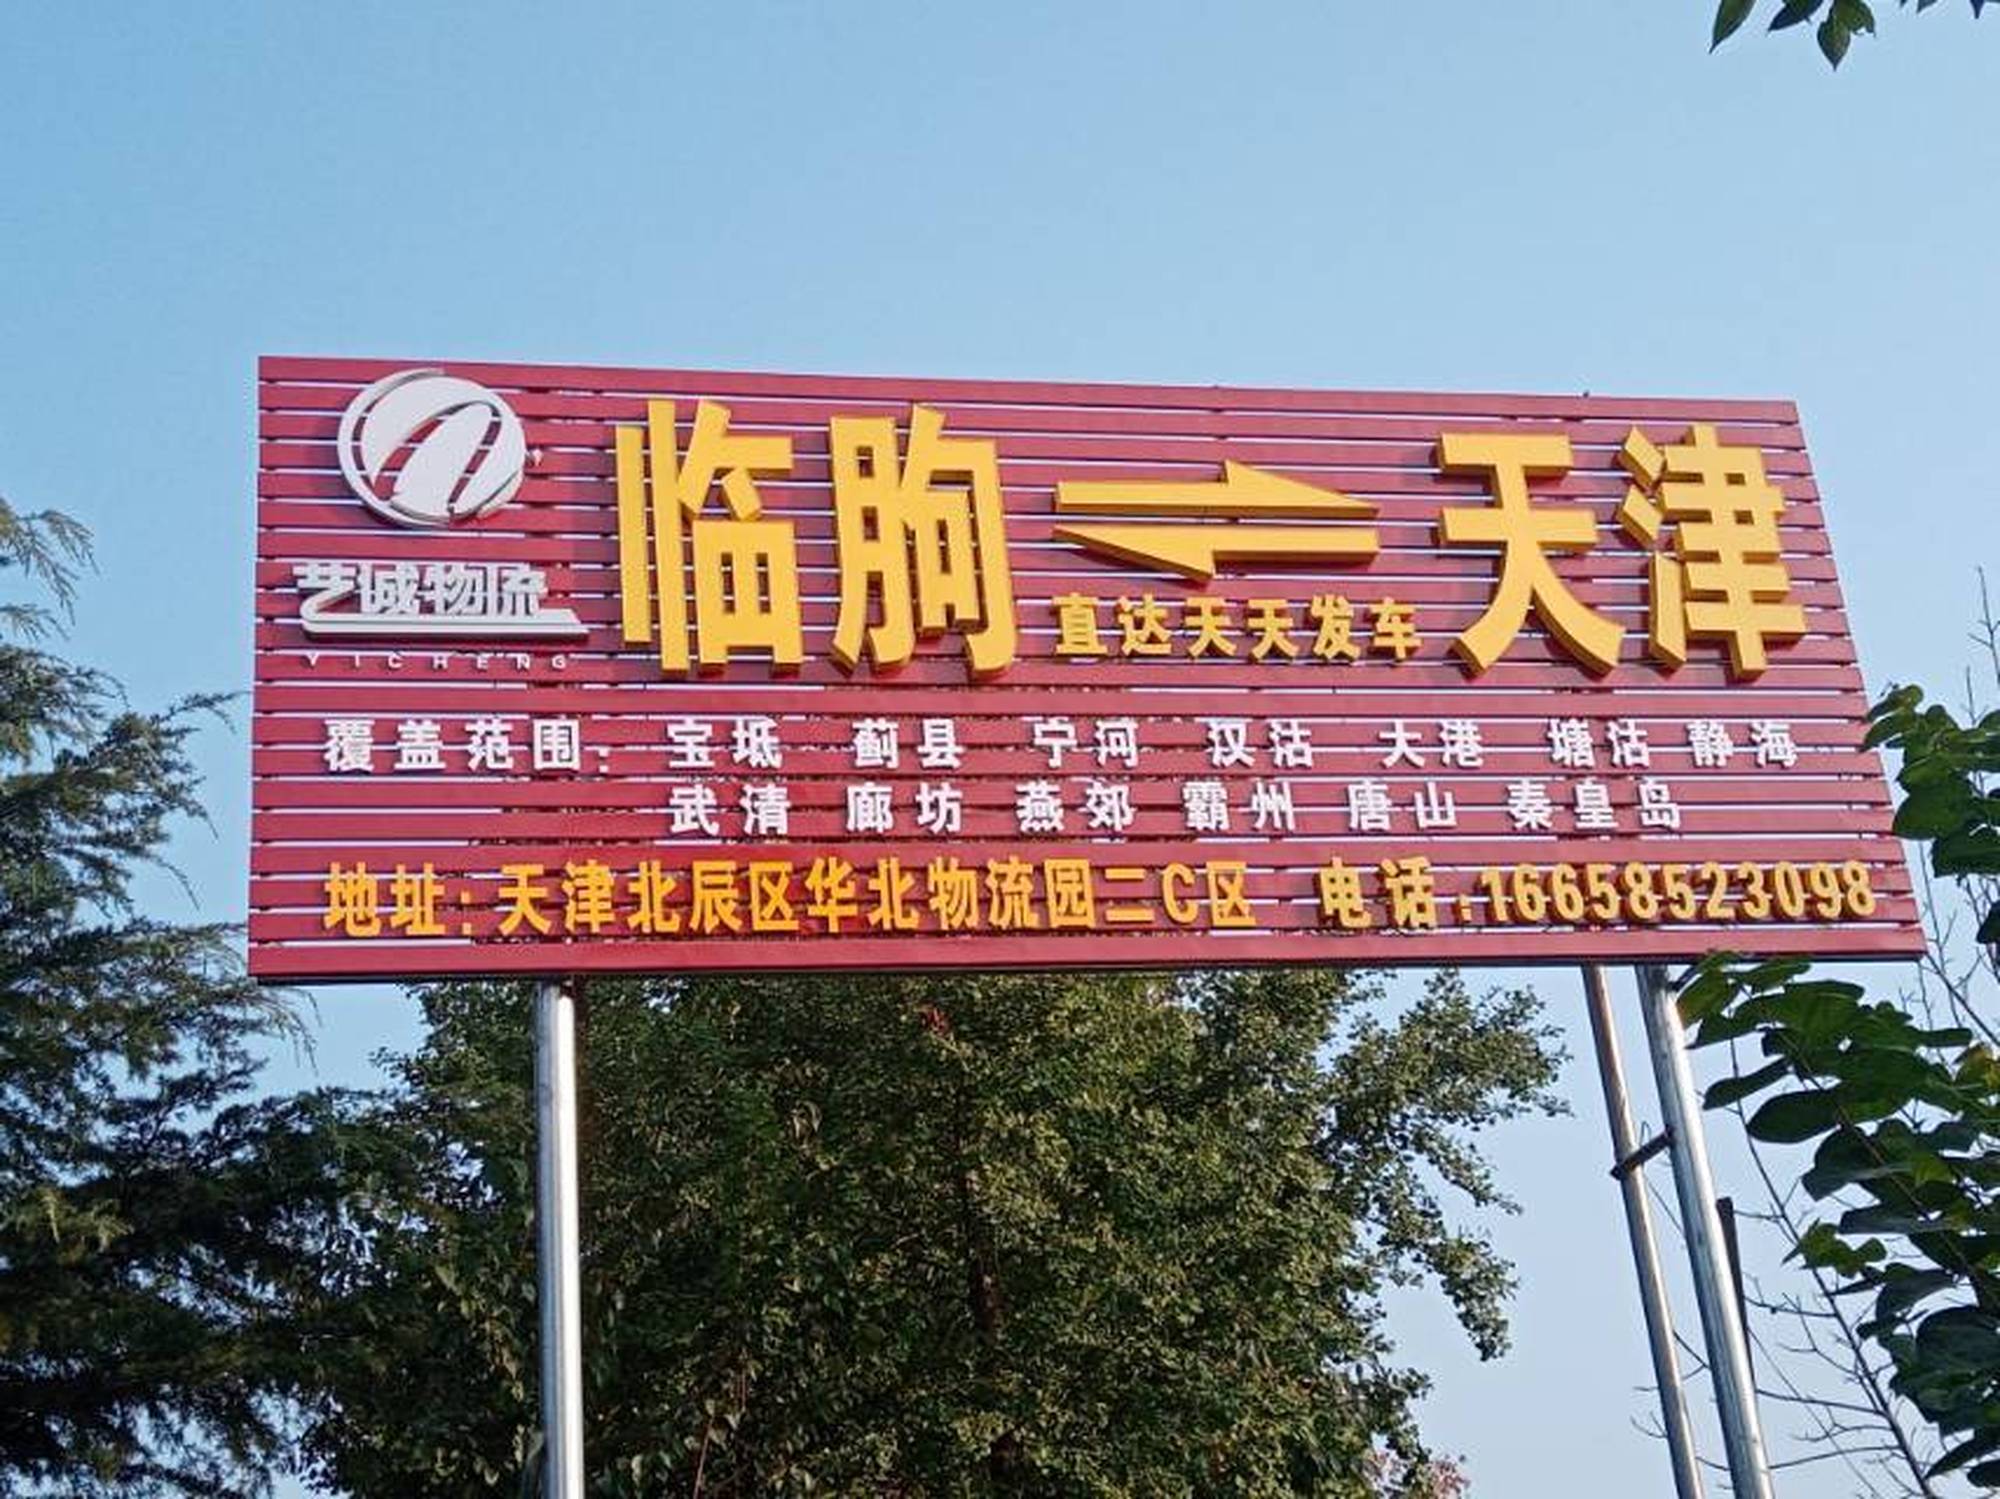 艺诚物流
YICHENG
临朐 天津
直达天天发车
覆盖范围: 宝坻 蓟县 宁河 汉沽 大港 塘沽 静海
武清 廊坊 燕郊 霸州 唐山 秦皇岛
地址: 天津北辰区华北物流园二C区 电话:16658523098